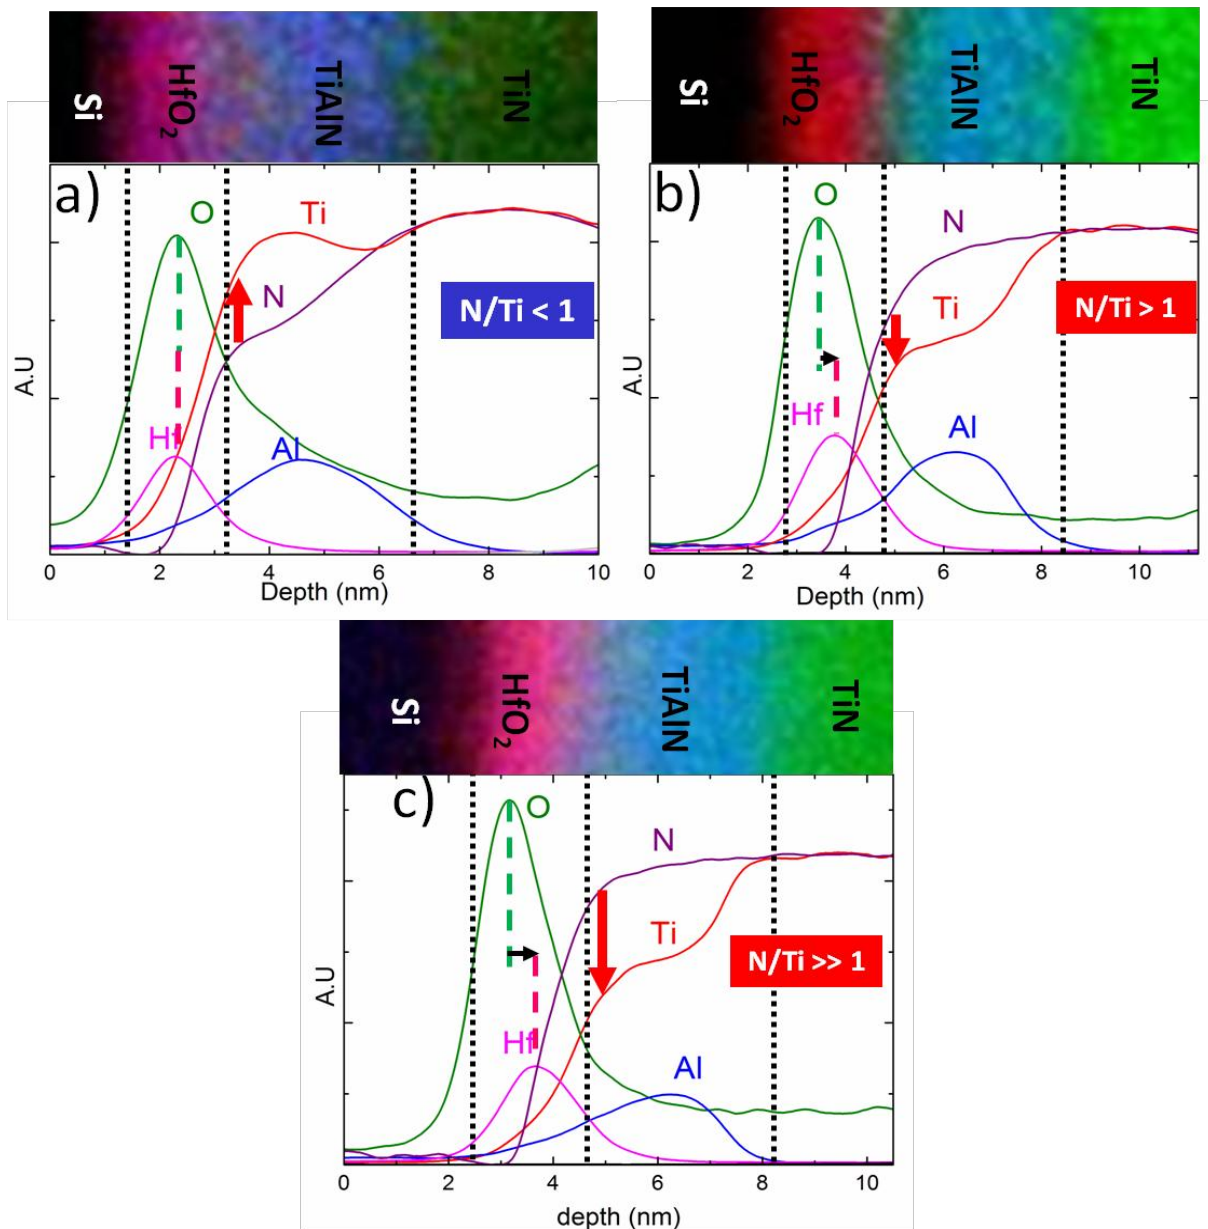 Si
HfO2
TiAlN
TiN
a)
O
Ti
N
Hf
Al
N/Ti < 1
A.U
0
2
4
6
8
10
Depth (nm)
Si
HfO2
TiAlN
TiN
b)
O
N
Ti
Hf
Al
N/Ti > 1
A.U
0
2
4
6
8
10
Depth (nm)
Si
HfO2
TiAlN
TiN
c)
O
N
Ti
Hf
Al
N/Ti >> 1
A.U
0
2
4
6
8
10
depth (nm)